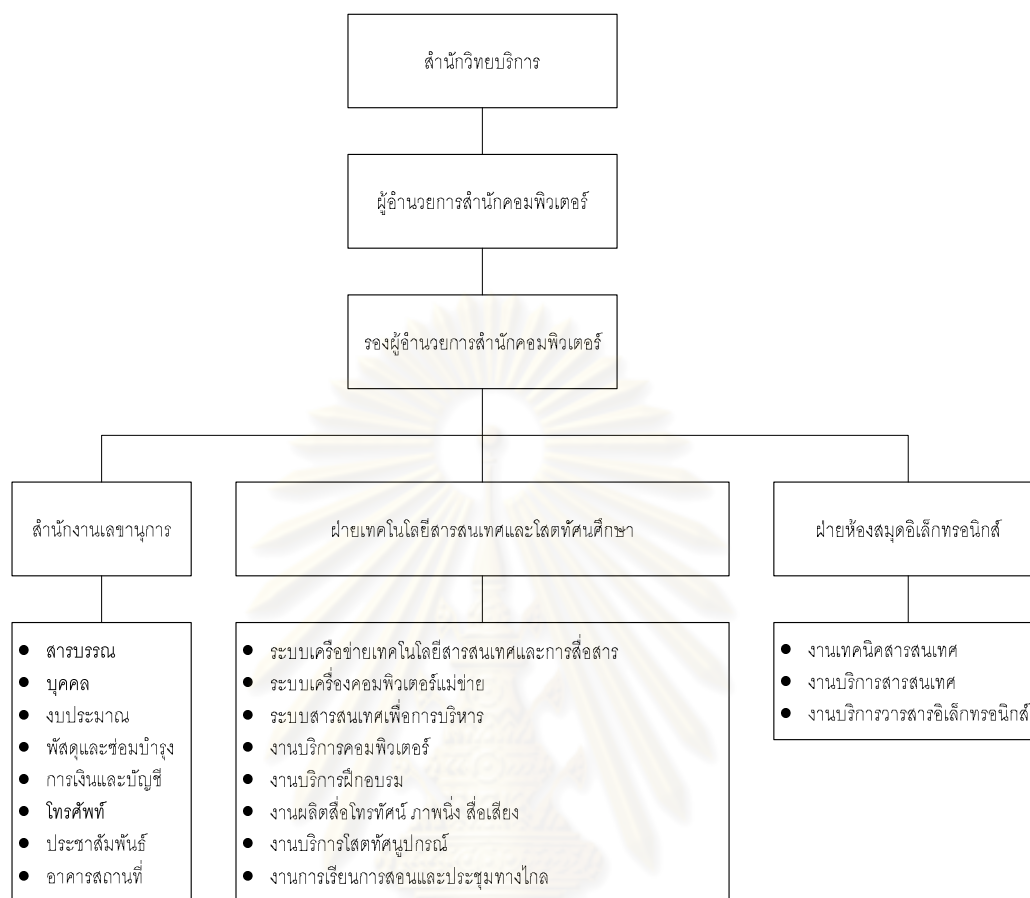 สำนักวิทยบริการ
ผู้อำนวยการสำนักคอมพิวเตอร์
รองผู้อำนวยการสำนักคอมพิวเตอร์
สำนักงานเลขานุการ
ฝ่ายเทคโนโลยีสารสนเทศและโสตทัศนศึกษา
ฝ่ายห้องสมุดอิเล็กทรอนิกส์
● สารบรรณ
● บุคคล
● งบประมาณ
● พัสดุและซ่อมบำรุง
● การเงินและบัญชี
● โทรศัพท์
● ประชาสัมพันธ์
● อาคารสถานที่
● ระบบเครือข่ายเทคโนโลยีสารสนเทศและการสื่อสาร
● ระบบเครื่องคอมพิวเตอร์แม่ข่าย
● ระบบสารสนเทศเพื่อการบริหาร
● งานบริการคอมพิวเตอร์
● งานบริการฝึกอบรม
● งานผลิตสื่อโทรทัศน์ ภาพนิ่ง สื่อเสียง
● งานบริการโสตทัศนูปกรณ์
● งานการเรียนการสอนและประชุมทางไกล
● งานเทคนิคสารสนเทศ
● งานบริการสารสนเทศ
● งานบริการวารสารอิเล็กทรอนิกส์